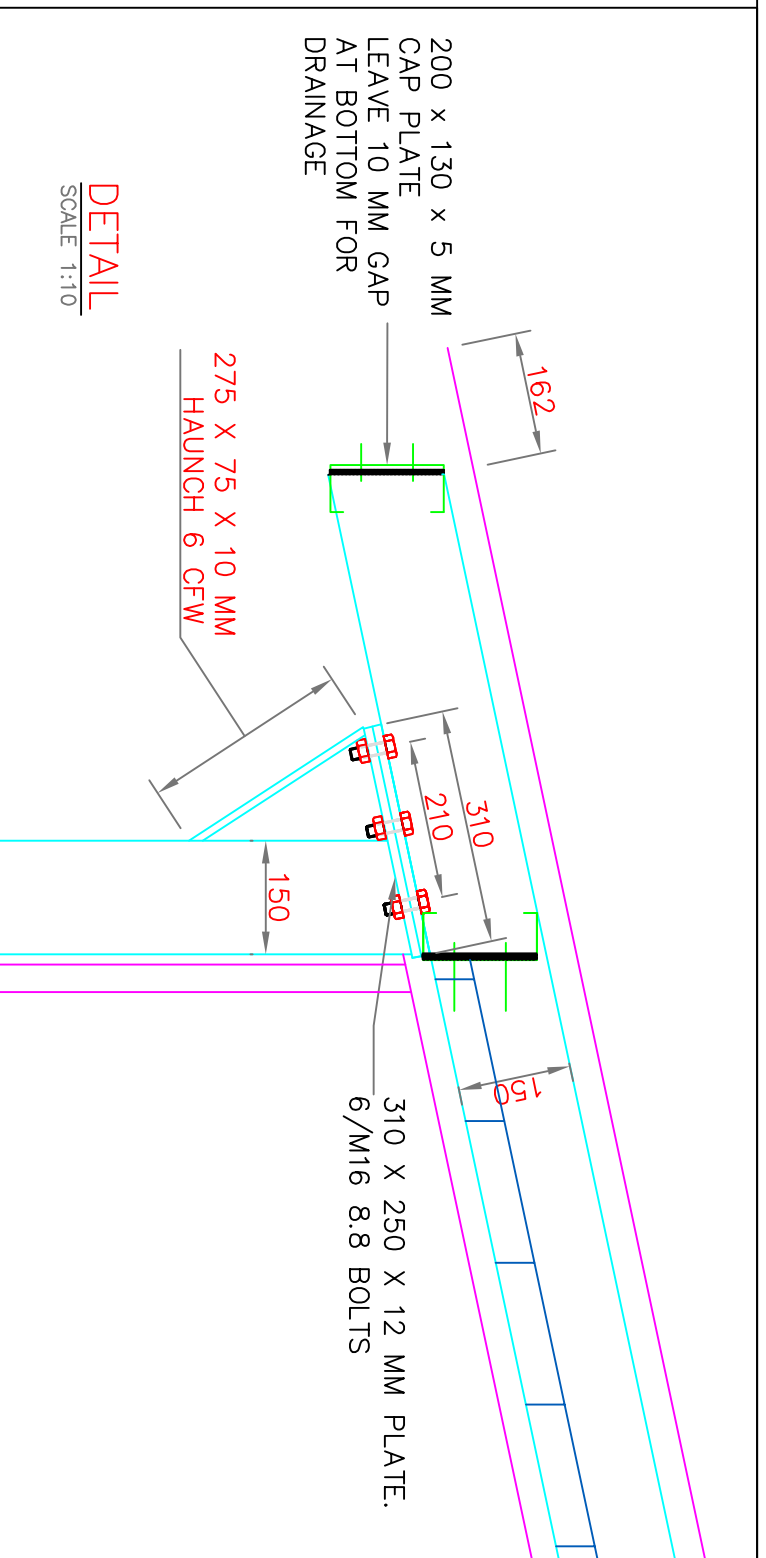 200 x 130 x 5 MM
CAP PLATE
LEAVE 10 MM GAP
AT BOTTOM FOR
DRAINAGE
162
310
210
150
150
275 X 75 X 10 MM
HAUNCH 6 CFW
310 X 250 X 12 MM PLATE.
6/M16 8.8 BOLTS
DETAIL
SCALE 1:10